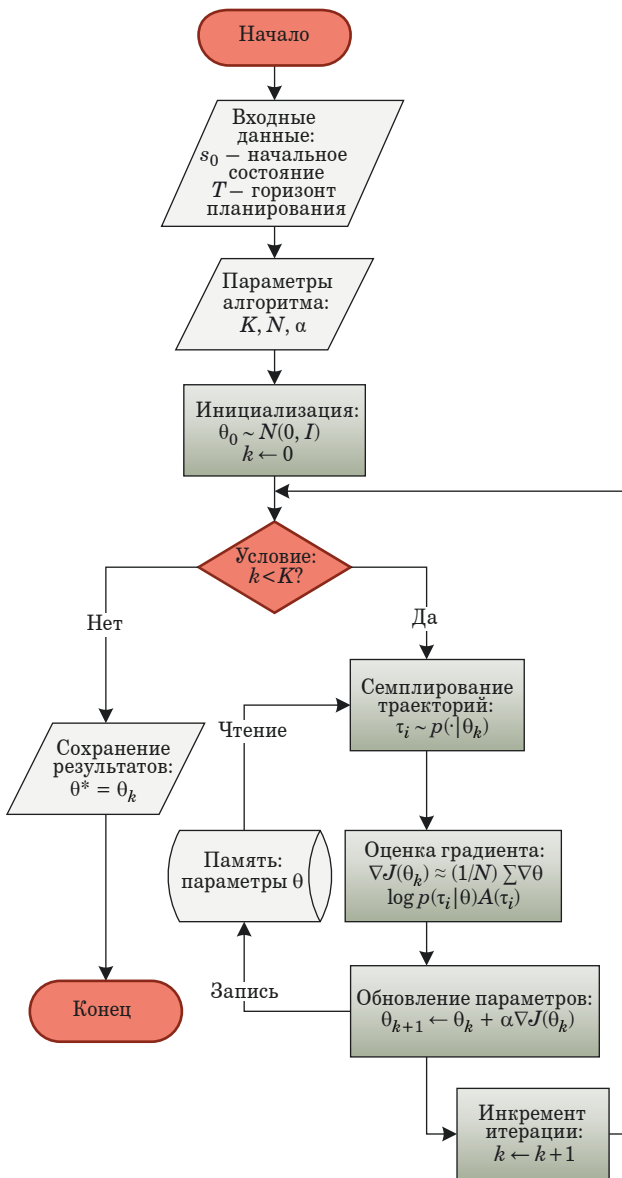 Начало
Входные
данные:
s₀ – начальное
состояние
T – горизонт
планирования
Параметры
алгоритма:
K, N, α
Инициализация:
θ₀ ~ N(0, I)
k ← 0
Условие:
k < K?
Нет
Да
Семплирование
траекторий:
τᵢ ~ p(·|θₖ)
Чтение
Сохранение
результатов:
θ* = θₖ
Память:
параметры θ
Оценка градиента:
∇J(θₖ) ≈ (1/N) ∑∇θ
log p(τᵢ|θ)A(τᵢ)
Запись
Конец
Обновление параметров:
θₖ₊₁ ← θₖ + α∇J(θₖ)
Инкремент
итерации:
k ← k+1